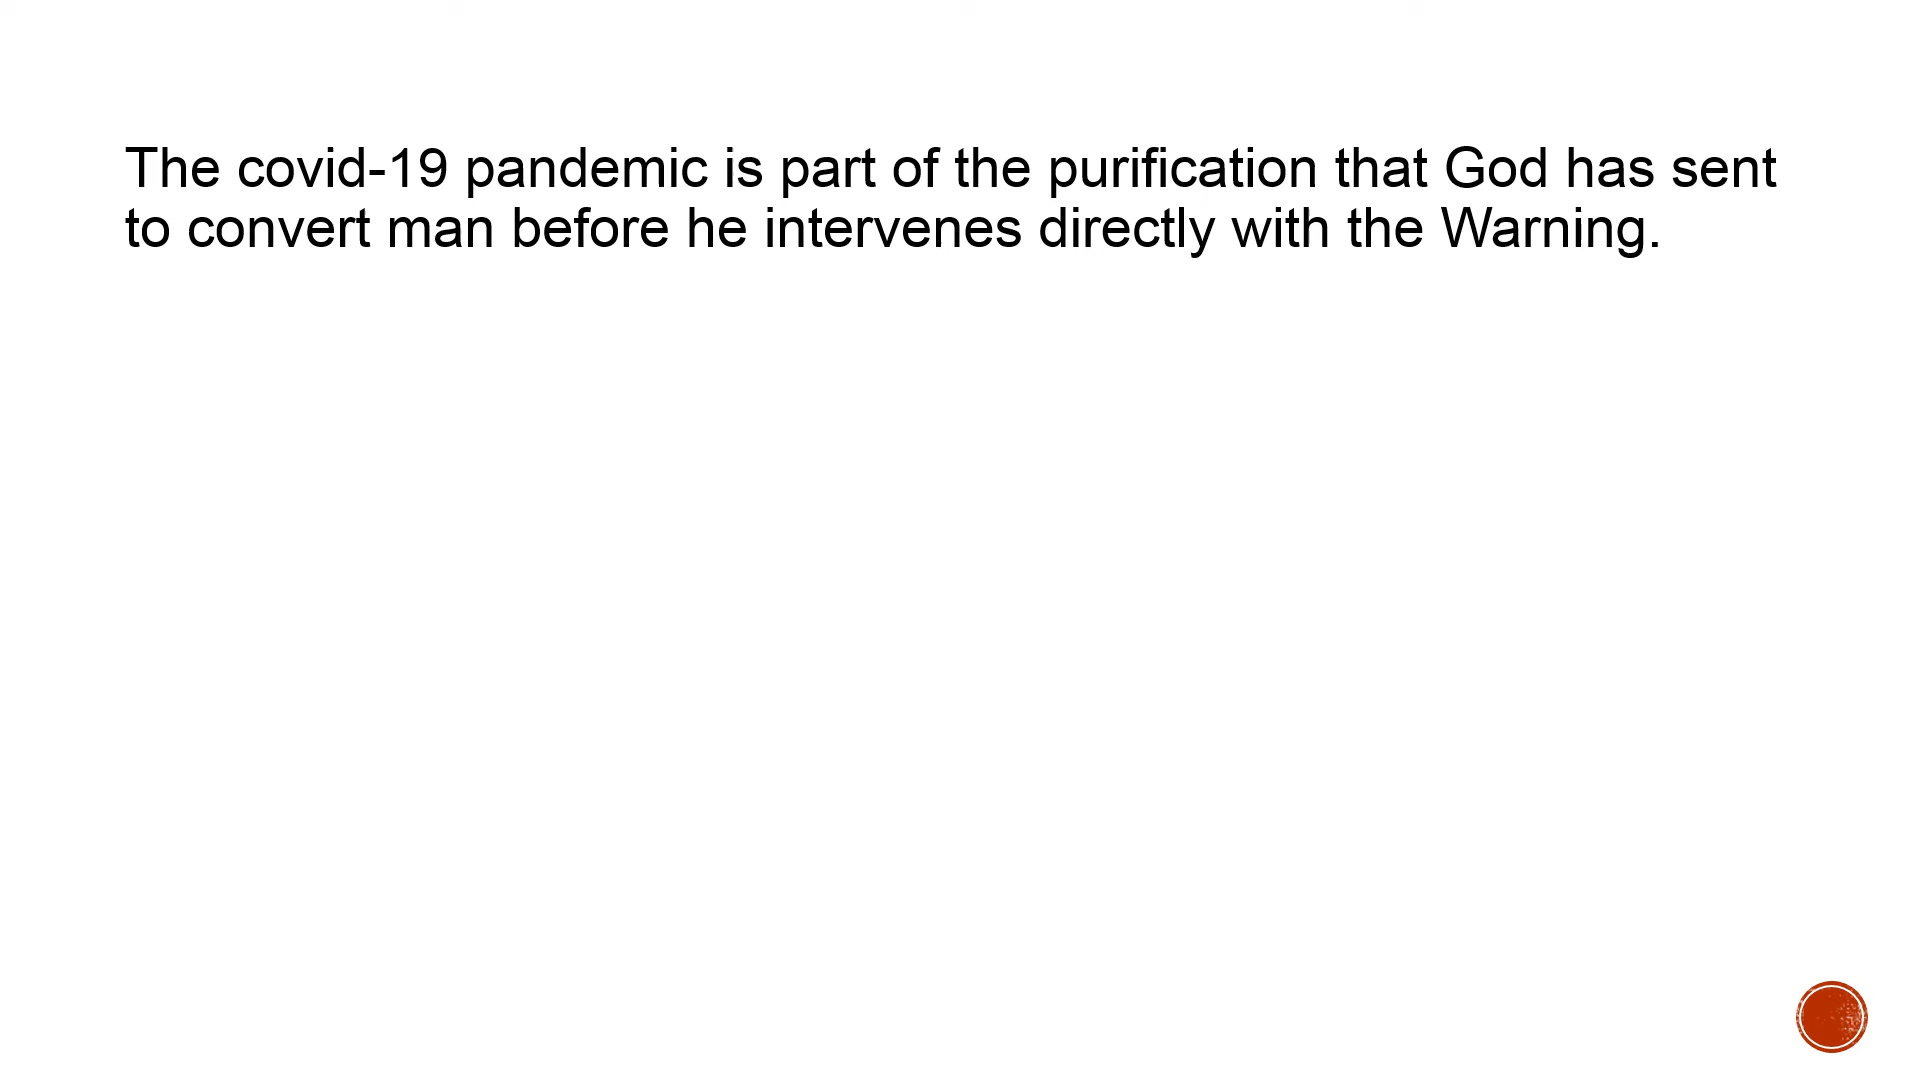 The covid-19 pandemic is part of the purification that God has sent
to convert man before he intervenes directly with the Warning.